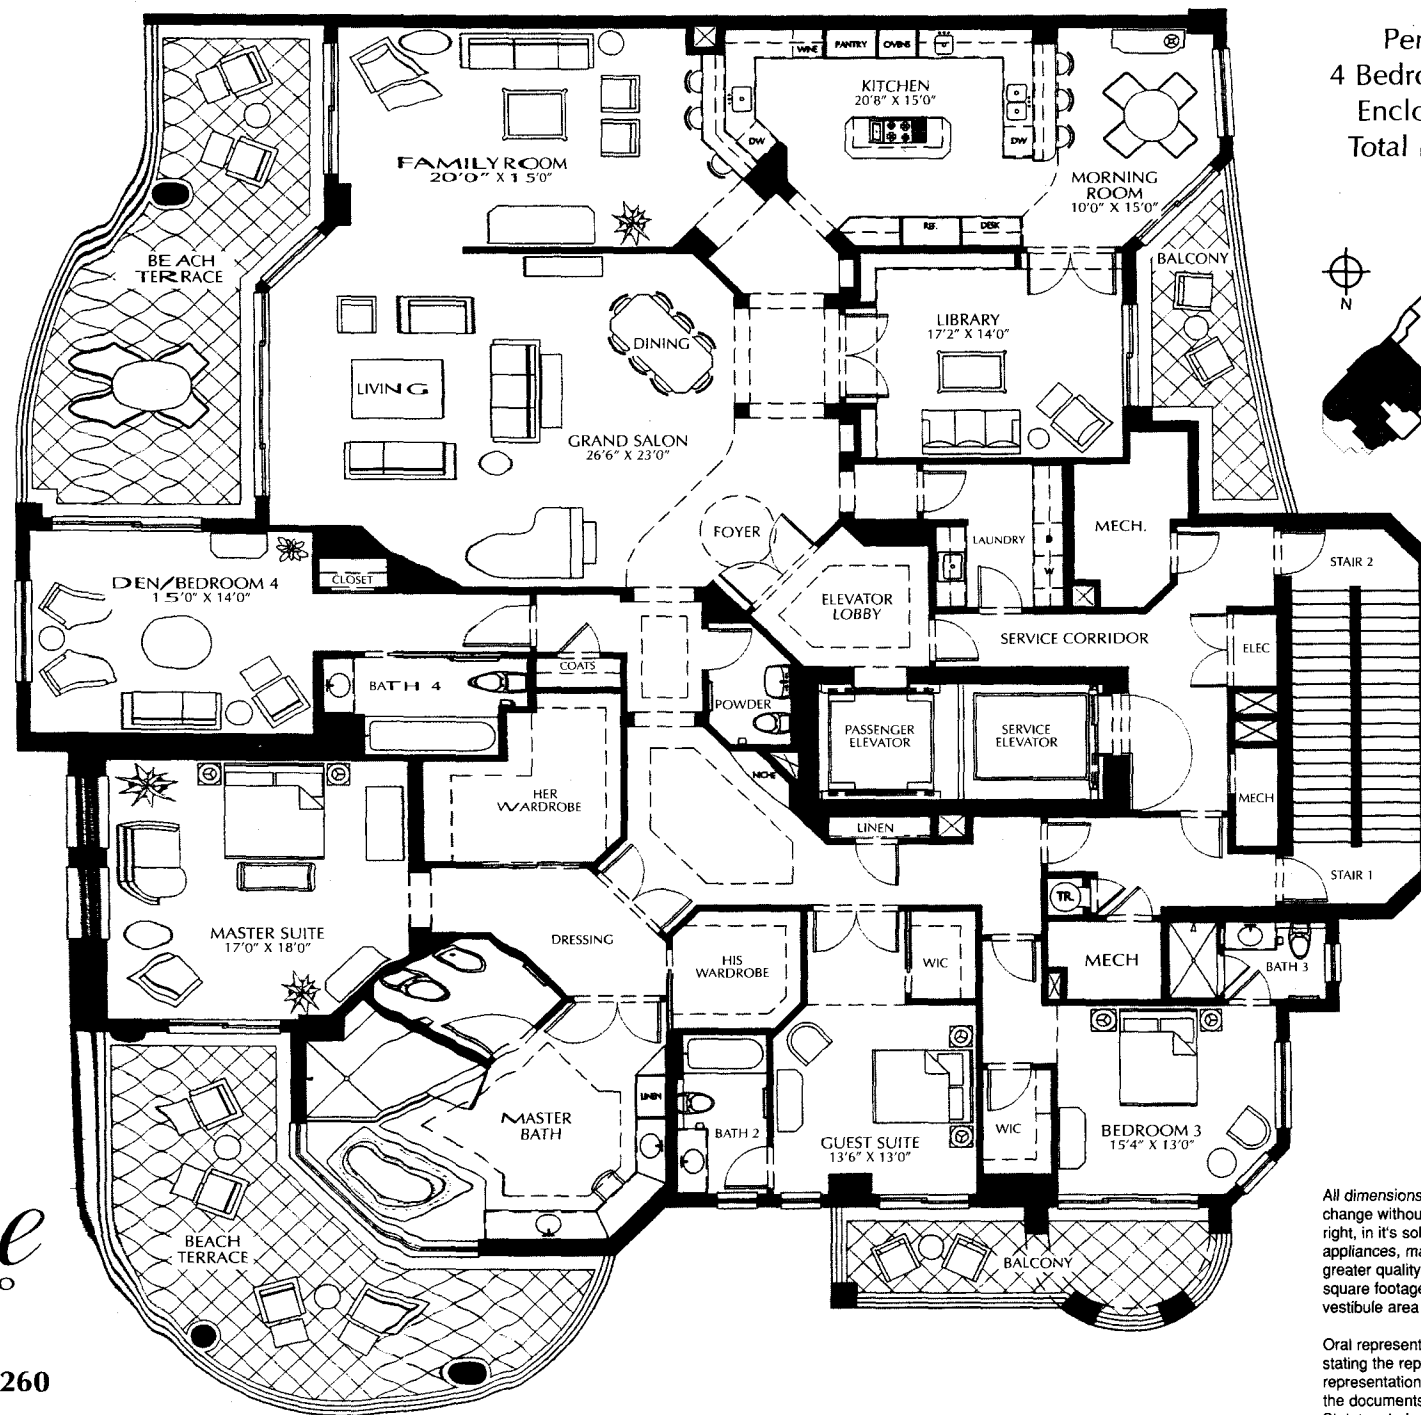 Per
4 Bedro
Enclo
Total
WINE
PANTRY
OVENS
KITCHEN
20'8" X 15'0"
DW
DW
FAMILY ROOM
20'0" X 15'0"
MORNING
ROOM
10'0" X 15'0"
REF.
DESK
BEACH
TERRACE
BALCONY
N
LIBRARY
17'2" X 14'0"
DINING
LIVING
GRAND SALON
26'6" X 23'0"
FOYER
MECH.
LAUNDRY
D
W
STAIR 2
CLOSET
DEN/BEDROOM 4
15'0" X 14'0"
ELEVATOR
LOBBY
SERVICE CORRIDOR
ELEC
COATS
BATH 4
POWDER
PASSENGER
ELEVATOR
SERVICE
ELEVATOR
NICHE
HER
WARDROBE
MECH
LINEN
STAIR 1
TR.
MASTER SUITE
17'0" X 18'0"
DRESSING
HIS
WARDROBE
WIC
MECH
BATH 3
LINEN
MASTER
BATH
BATH 2
GUEST SUITE
13'6" X 13'0"
WIC
BEDROOM 3
15'4" X 13'0"
BEACH
TERRACE
BALCONY
e
O
260
All dimensions
change withou
right, in it's sol
appliances, ma
greater quality
square footage
vestibule area
Oral represent
stating the rep
representation
the documents